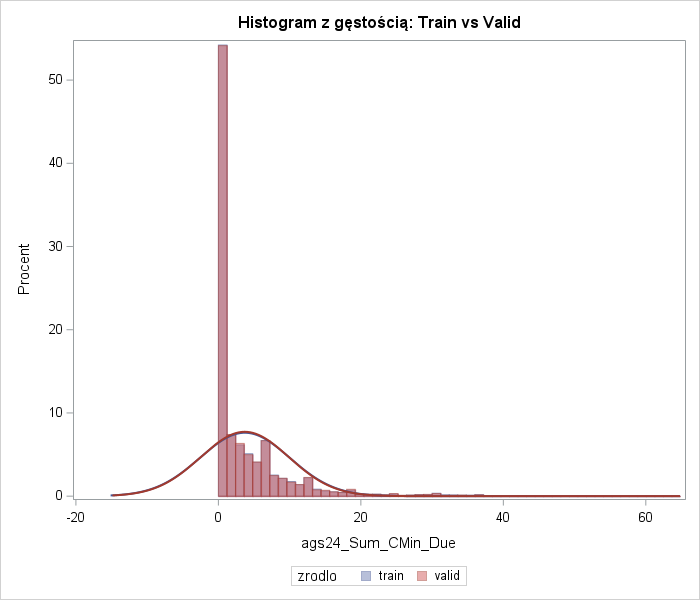 Histogram z gęstością: Train vs Valid
Procent
50
40
30
20
10
0
-20 0 20 40 60
ags24_Sum_CMin_Due
zrodlo train valid